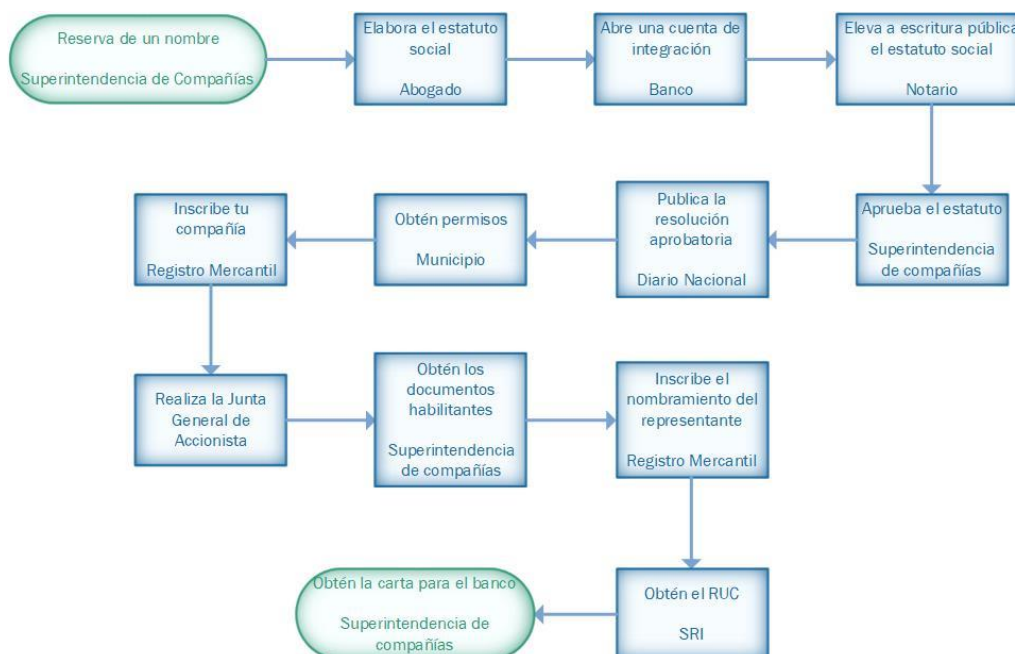 Reserva de un nombre
Superintendencia de Compañías
Elabora el estatuto
social
Abogado
Abre una cuenta de
integración
Banco
Eleva a escritura pública
el estatuto social
Notario
Aprueba el estatuto
Superintendencia
de compañías
Publica la
resolución
aprobatoria
Diario Nacional
Obtén permisos
Municipio
Inscribe tu
compañía
Registro Mercantil
Realiza la Junta
General de
Accionista
Obtén los
documentos
habilitantes
Superintendencia
de compañías
Inscribe el
nombramiento del
representante
Registro Mercantil
Obtén el RUC
SRI
Obtén la carta para el banco
Superintendencia de
compañías